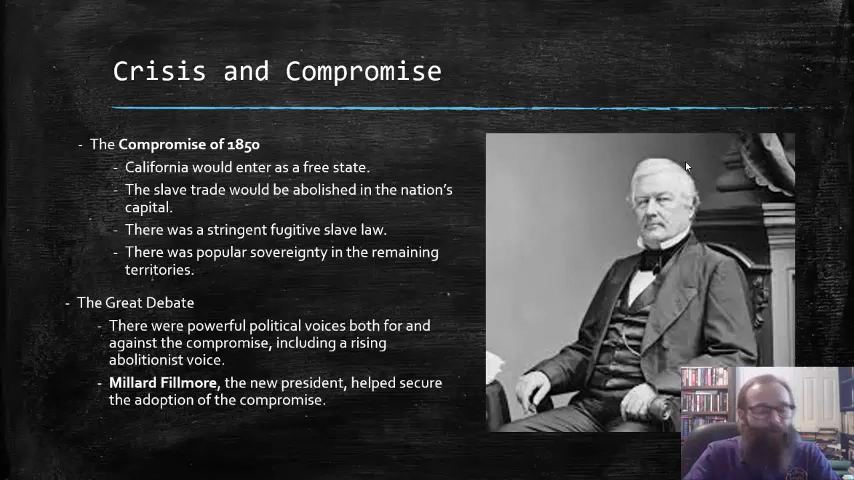 Crisis and Compromise
- The Compromise of 1850
- California would enter as a free state.
- The slave trade would be abolished in the nation's
capital.
- There was a stringent fugitive slave law.
- There was popular sovereignty in the remaining
territories.
- The Great Debate
- There were powerful political voices both for and
against the compromise, including a rising
abolitionist voice.
- Millard Fillmore, the new president, helped secure
the adoption of the compromise.